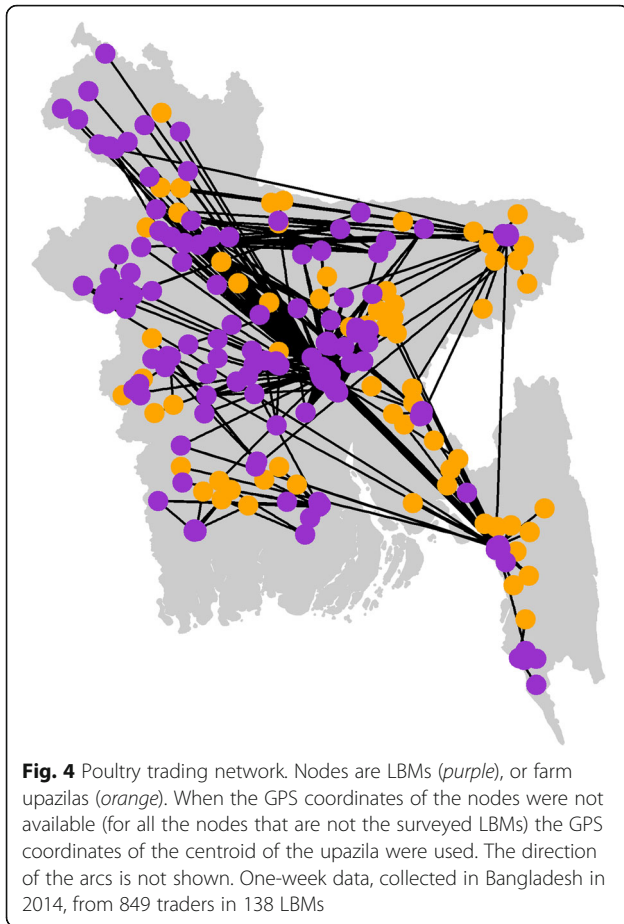 Fig. 4 Poultry trading network. Nodes are LBMs (purple), or farm
upazilas (orange). When the GPS coordinates of the nodes were not
available (for all the nodes that are not the surveyed LBMs) the GPS
coordinates of the centroid of the upazila were used. The direction
of the arcs is not shown. One-week data, collected in Bangladesh in
2014, from 849 traders in 138 LBMs